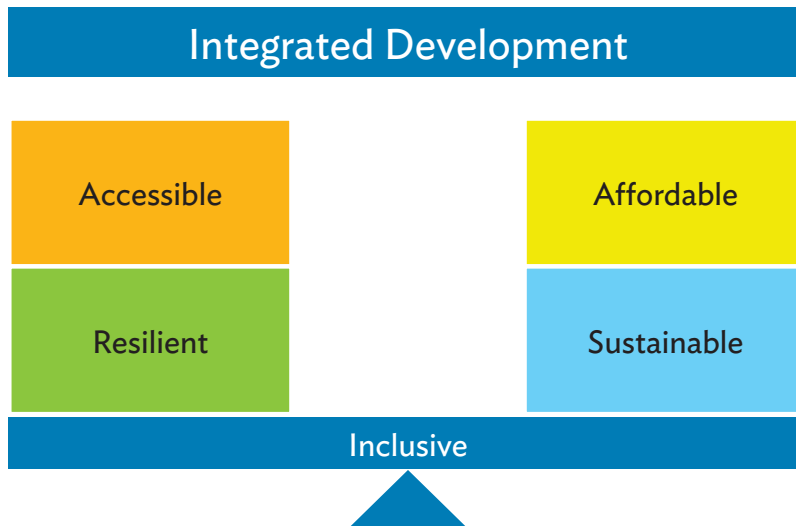 Integrated Development
Accessible
Affordable
Resilient
Sustainable
Inclusive